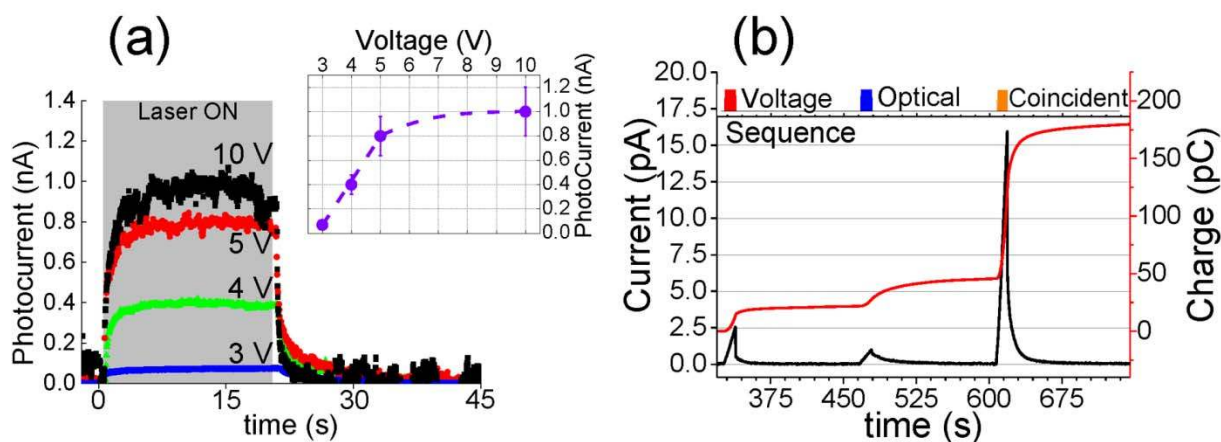 (a)
Voltage (V)
3 4 5 6 7 8 9 10
1.2
1.0
0.8
0.6
0.4
0.2
0.0
PhotoCurrent (nA)
1.4
1.2
1.0
0.8
0.6
0.4
0.2
0.0
Photocurrent (nA)
Laser ON
10 V
5 V
4 V
3 V
0 15 30 45
time (s)
(b)
20.0
17.5
15.0
12.5
10.0
7.5
5.0
2.5
0.0
Current (pA)
Voltage Optical Coincident
Sequence
200
150
100
50
0
Charge (pC)
375 450 525 600 675
time (s)